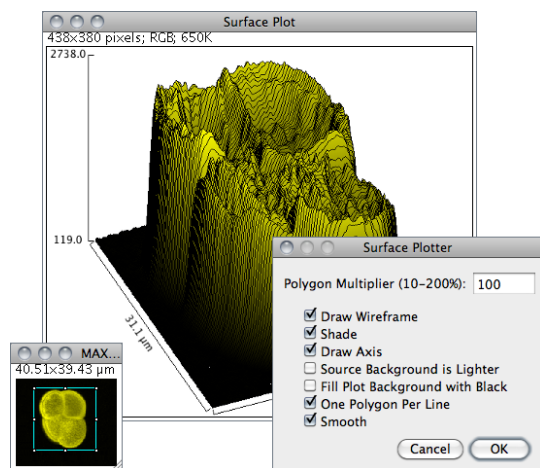 Surface Plot
438x380 pixels; RGB; 650K
2738.0
119.0
31.1 µm
MAX...
40.51x39.43 µm
Surface Plotter
Polygon Multiplier (10-200%): 100
Draw Wireframe
Shade
Draw Axis
Source Background is Lighter
Fill Plot Background with Black
One Polygon Per Line
Smooth
Cancel OK